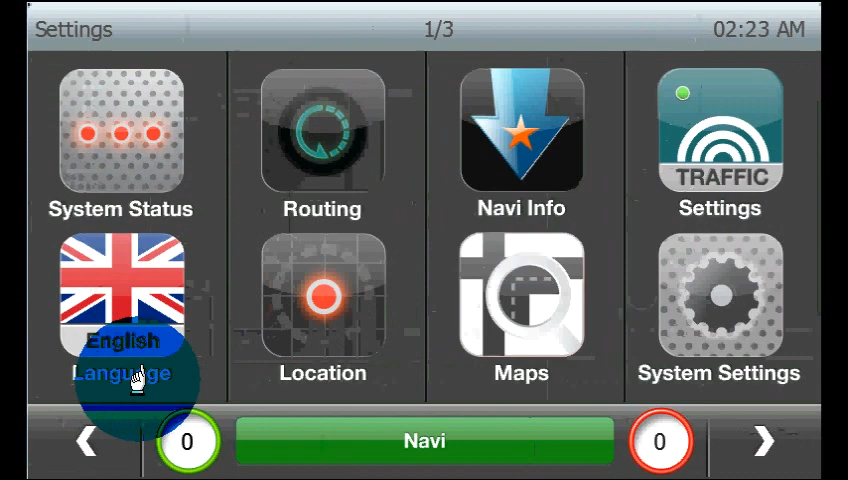 Settings 1/3 02:23 AM
TRAFFIC
System Status Routing Navi Info Settings
English
Language Location Maps System Settings
0 Navi 0